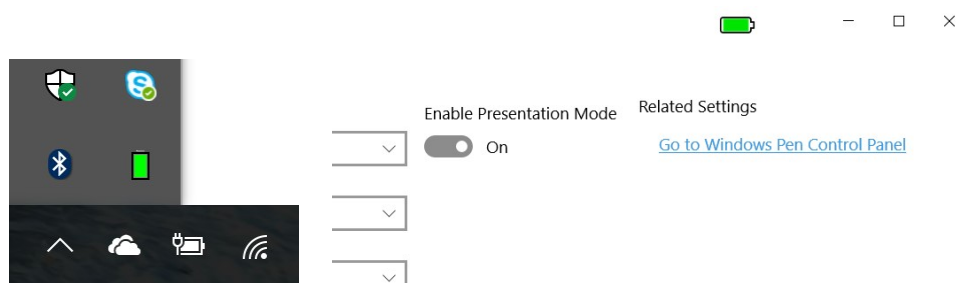 Enable Presentation Mode
On
Related Settings
Go to Windows Pen Control Panel